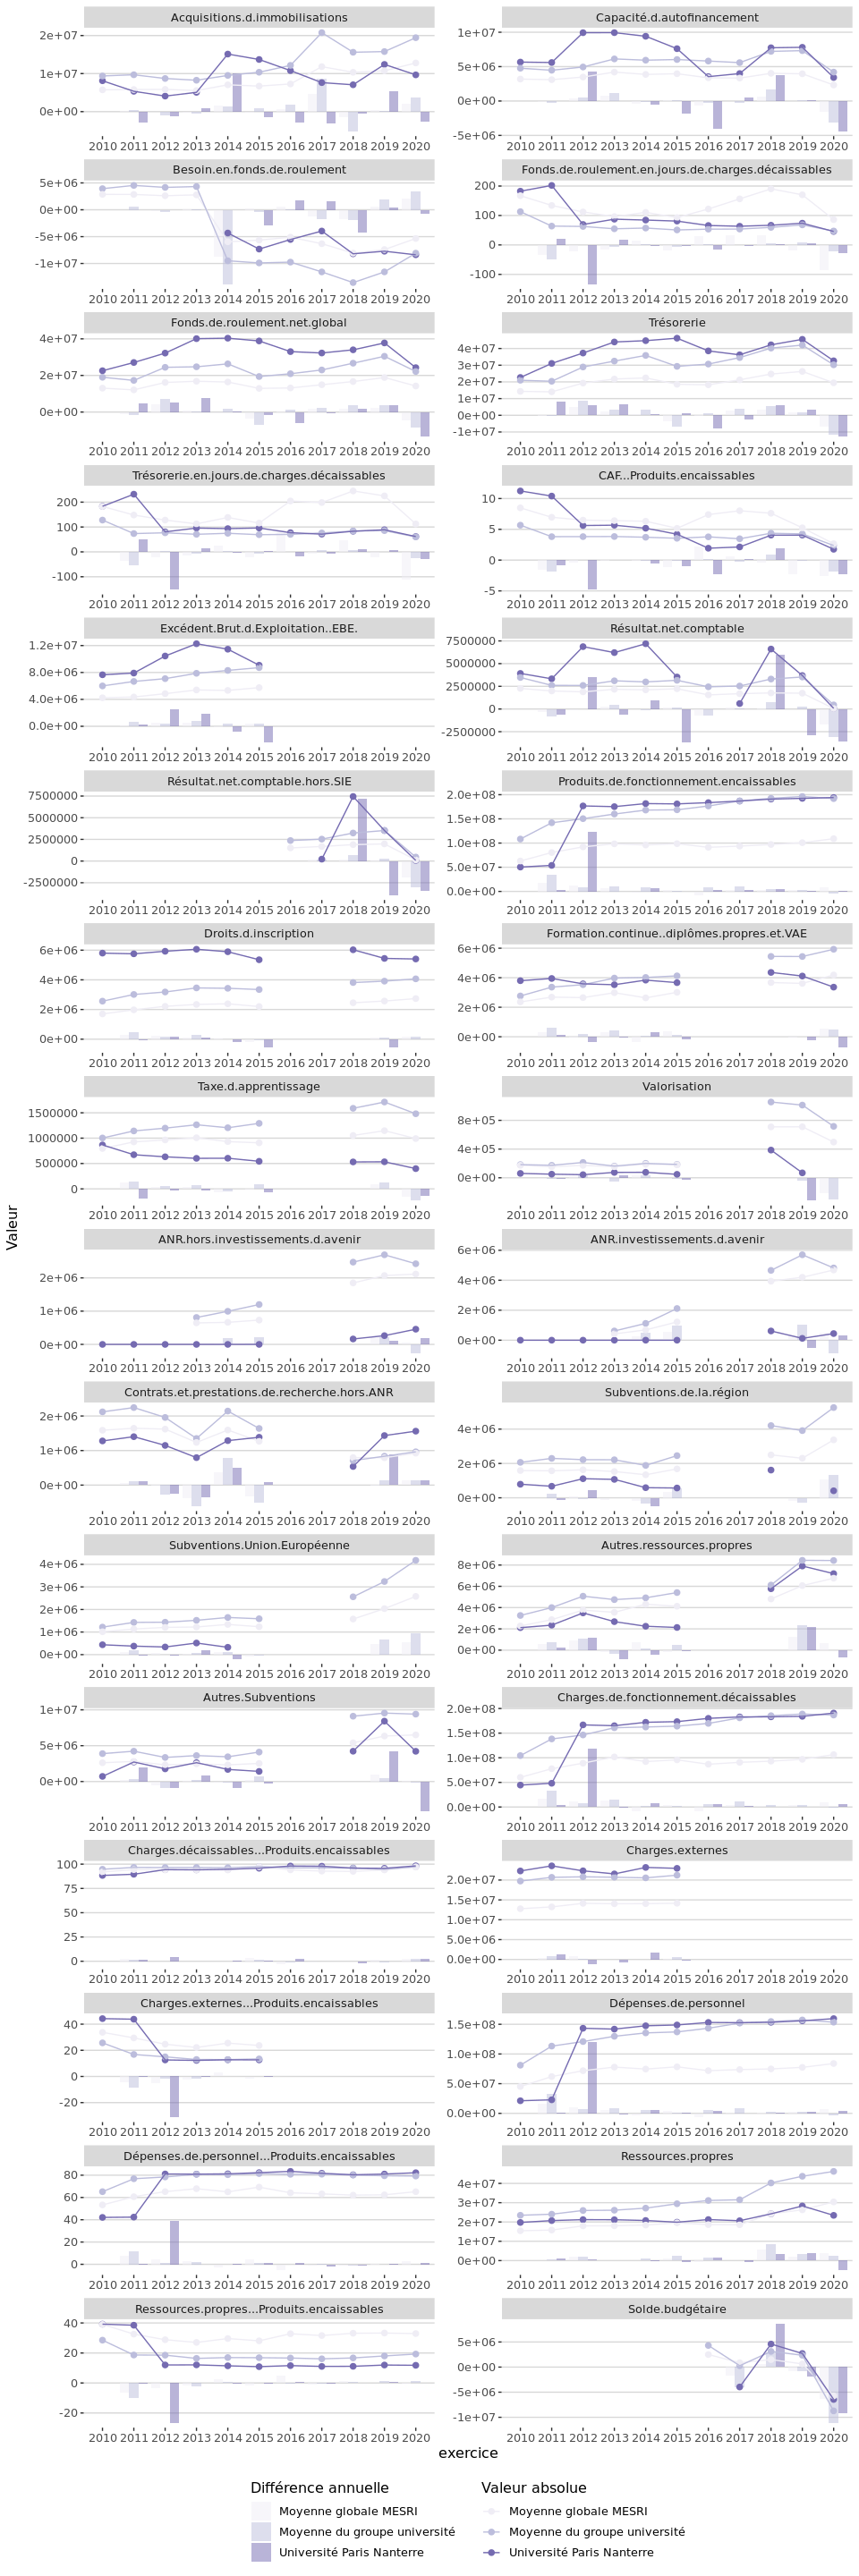 Acquisitions.d.immobilisations
2e+07
1e+07
0e+00
2010 2011 2012 2013 2014 2015 2016 2017 2018 2019 2020
Capacité.d.autofinancement
1e+07
5e+06
0e+00
-5e+06
2010 2011 2012 2013 2014 2015 2016 2017 2018 2019 2020
Besoin.en.fonds.de.roulement
5e+06
0e+00
-5e+06
-1e+07
2010 2011 2012 2013 2014 2015 2016 2017 2018 2019 2020
Fonds.de.roulement.en.jours.de.charges.décaissables
200
100
0
-100
2010 2011 2012 2013 2014 2015 2016 2017 2018 2019 2020
Fonds.de.roulement.net.global
4e+07
2e+07
0e+00
2010 2011 2012 2013 2014 2015 2016 2017 2018 2019 2020
Trésorerie
4e+07
3e+07
2e+07
1e+07
0e+00
-1e+07
2010 2011 2012 2013 2014 2015 2016 2017 2018 2019 2020
Trésorerie.en.jours.de.charges.décaissables
200
100
0
-100
2010 2011 2012 2013 2014 2015 2016 2017 2018 2019 2020
CAF...Produits.encaissables
10
5
0
-5
2010 2011 2012 2013 2014 2015 2016 2017 2018 2019 2020
Excédent.Brut.d.Exploitation..EBE.
1.2e+07
8.0e+06
4.0e+06
0.0e+00
2010 2011 2012 2013 2014 2015 2016 2017 2018 2019 2020
Résultat.net.comptable
7500000
5000000
2500000
0
-2500000
2010 2011 2012 2013 2014 2015 2016 2017 2018 2019 2020
Résultat.net.comptable.hors.SIE
7500000
5000000
2500000
0
-2500000
2010 2011 2012 2013 2014 2015 2016 2017 2018 2019 2020
Produits.de.fonctionnement.encaissables
2.0e+08
1.5e+08
1.0e+08
5.0e+07
0.0e+00
2010 2011 2012 2013 2014 2015 2016 2017 2018 2019 2020
Droits.d.inscription
6e+06
4e+06
2e+06
0e+00
2010 2011 2012 2013 2014 2015 2016 2017 2018 2019 2020
Formation.continue..diplômes.propres.et.VAE
6e+06
4e+06
2e+06
0e+00
2010 2011 2012 2013 2014 2015 2016 2017 2018 2019 2020
Taxe.d.apprentissage
1500000
1000000
500000
0
2010 2011 2012 2013 2014 2015 2016 2017 2018 2019 2020
Valorisation
8e+05
4e+05
0e+00
2010 2011 2012 2013 2014 2015 2016 2017 2018 2019 2020
Valeur
ANR.hors.investissements.d.avenir
2e+06
1e+06
0e+00
2010 2011 2012 2013 2014 2015 2016 2017 2018 2019 2020
ANR.investissements.d.avenir
6e+06
4e+06
2e+06
0e+00
2010 2011 2012 2013 2014 2015 2016 2017 2018 2019 2020
Contrats.et.prestations.de.recherche.hors.ANR
2e+06
1e+06
0e+00
2010 2011 2012 2013 2014 2015 2016 2017 2018 2019 2020
Subventions.de.la.région
4e+06
2e+06
0e+00
2010 2011 2012 2013 2014 2015 2016 2017 2018 2019 2020
Subventions.Union.Européenne
4e+06
3e+06
2e+06
1e+06
0e+00
2010 2011 2012 2013 2014 2015 2016 2017 2018 2019 2020
Autres.ressources.propres
8e+06
6e+06
4e+06
2e+06
0e+00
2010 2011 2012 2013 2014 2015 2016 2017 2018 2019 2020
Autres.Subventions
1e+07
5e+06
0e+00
2010 2011 2012 2013 2014 2015 2016 2017 2018 2019 2020
Charges.de.fonctionnement.décaissables
2.0e+08
1.5e+08
1.0e+08
5.0e+07
0.0e+00
2010 2011 2012 2013 2014 2015 2016 2017 2018 2019 2020
Charges.décaissables...Produits.encaissables
100
75
50
25
0
2010 2011 2012 2013 2014 2015 2016 2017 2018 2019 2020
Charges.externes
2.0e+07
1.5e+07
1.0e+07
5.0e+06
0.0e+00
2010 2011 2012 2013 2014 2015 2016 2017 2018 2019 2020
Charges.externes...Produits.encaissables
40
20
0
-20
2010 2011 2012 2013 2014 2015 2016 2017 2018 2019 2020
Dépenses.de.personnel
1.5e+08
1.0e+08
5.0e+07
0.0e+00
2010 2011 2012 2013 2014 2015 2016 2017 2018 2019 2020
Dépenses.de.personnel...Produits.encaissables
80
60
40
20
0
2010 2011 2012 2013 2014 2015 2016 2017 2018 2019 2020
Ressources.propres
4e+07
3e+07
2e+07
1e+07
0e+00
2010 2011 2012 2013 2014 2015 2016 2017 2018 2019 2020
Ressources.propres...Produits.encaissables
40
20
0
-20
2010 2011 2012 2013 2014 2015 2016 2017 2018 2019 2020
Solde.budgétaire
5e+06
0e+00
-5e+06
-1e+07
2010 2011 2012 2013 2014 2015 2016 2017 2018 2019 2020
exercice
Différence annuelle
Moyenne globale MESRI
Moyenne du groupe université
Université Paris Nanterre
Valeur absolue
Moyenne globale MESRI
Moyenne du groupe université
Université Paris Nanterre